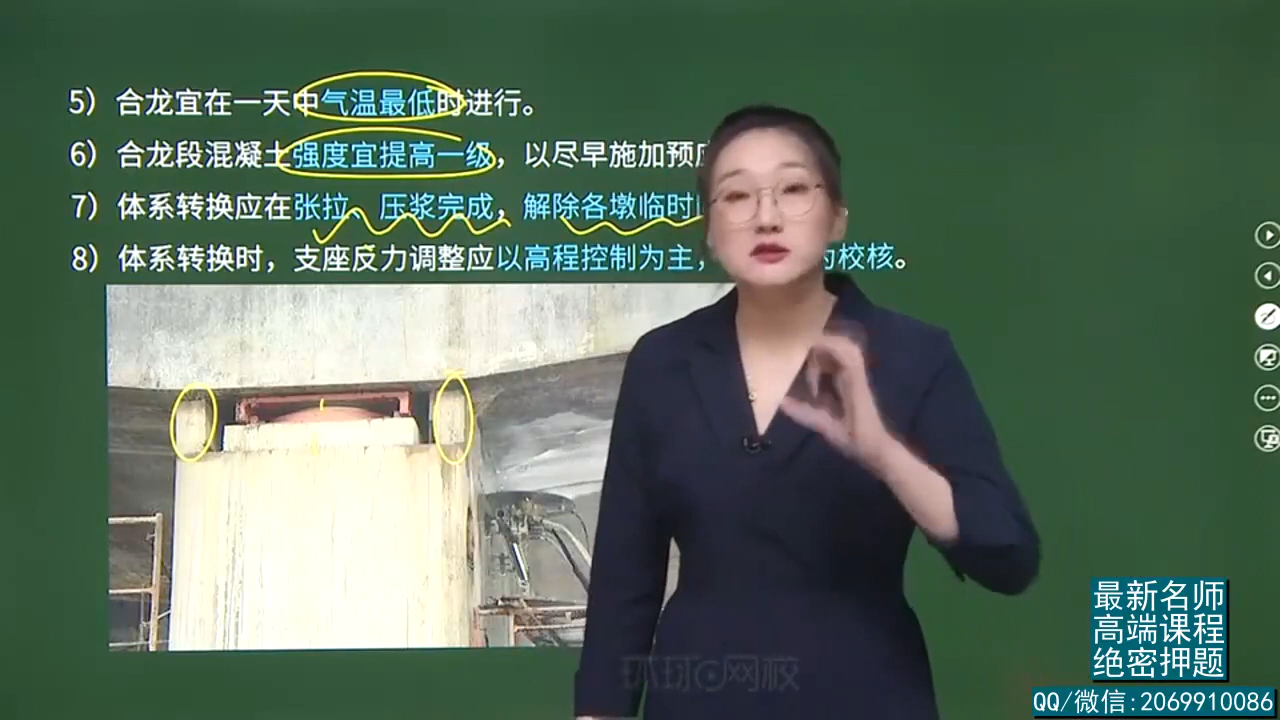 5）合龙宜在一天中气温最低时进行。
6）合龙段混凝土强度宜提高一级，以尽早施加预
7）体系转换应在张拉、压浆完成，解除各墩临时
8）体系转换时，支座反力调整应以高程控制为主，为校核。
环球网校
最新名师
高端课程
绝密押题
QQ/微信:2069910086